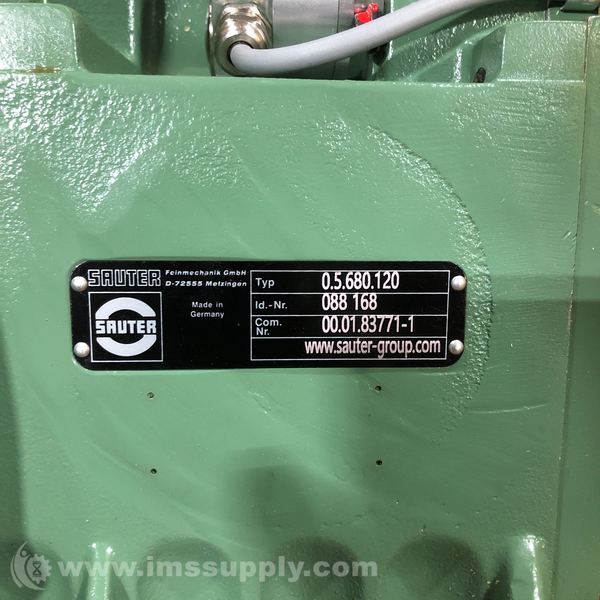 SAUTER Feinmechanik GmbH
D-72555 Metzingen
SAUTER
Made in
Germany
Typ 0.5.680.120
Id.-Nr. 088 168
Com.
Nr. 00.01.83771-1
www.sauter-group.com
www.imssupply.com